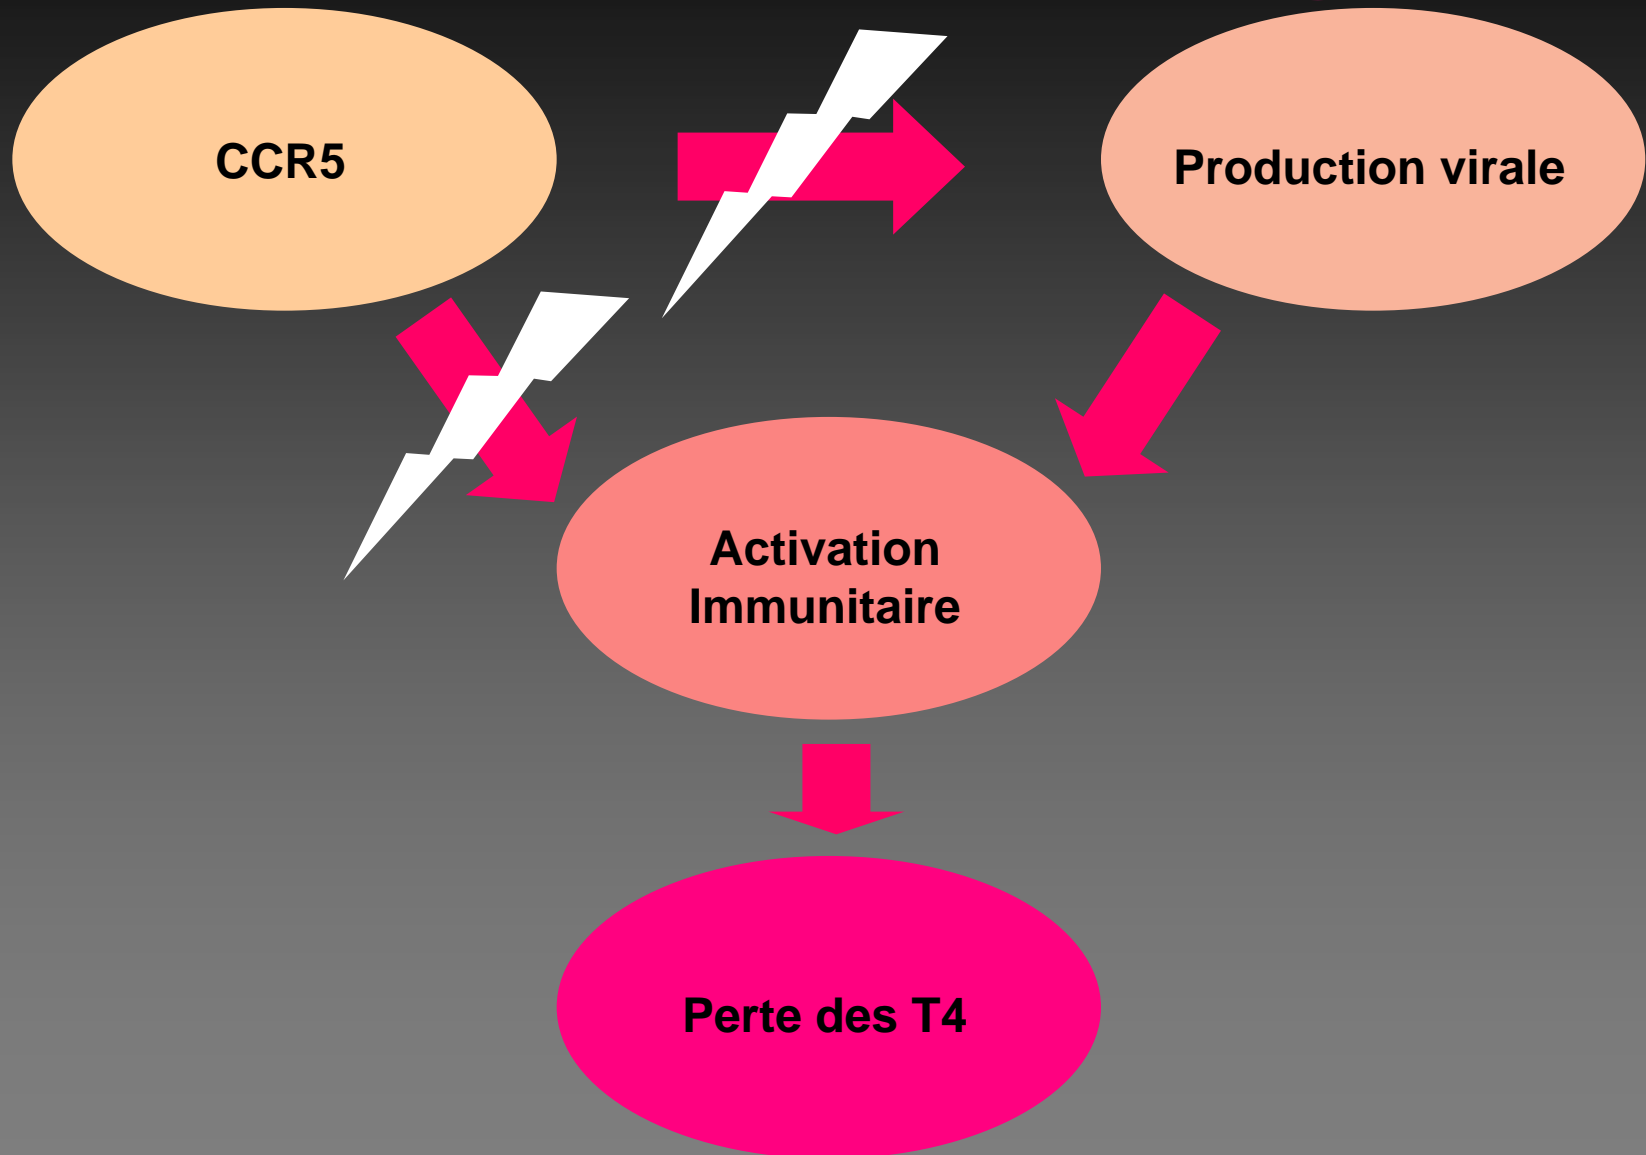 CCR5
Production virale
Activation
Immunitaire
Perte des T4